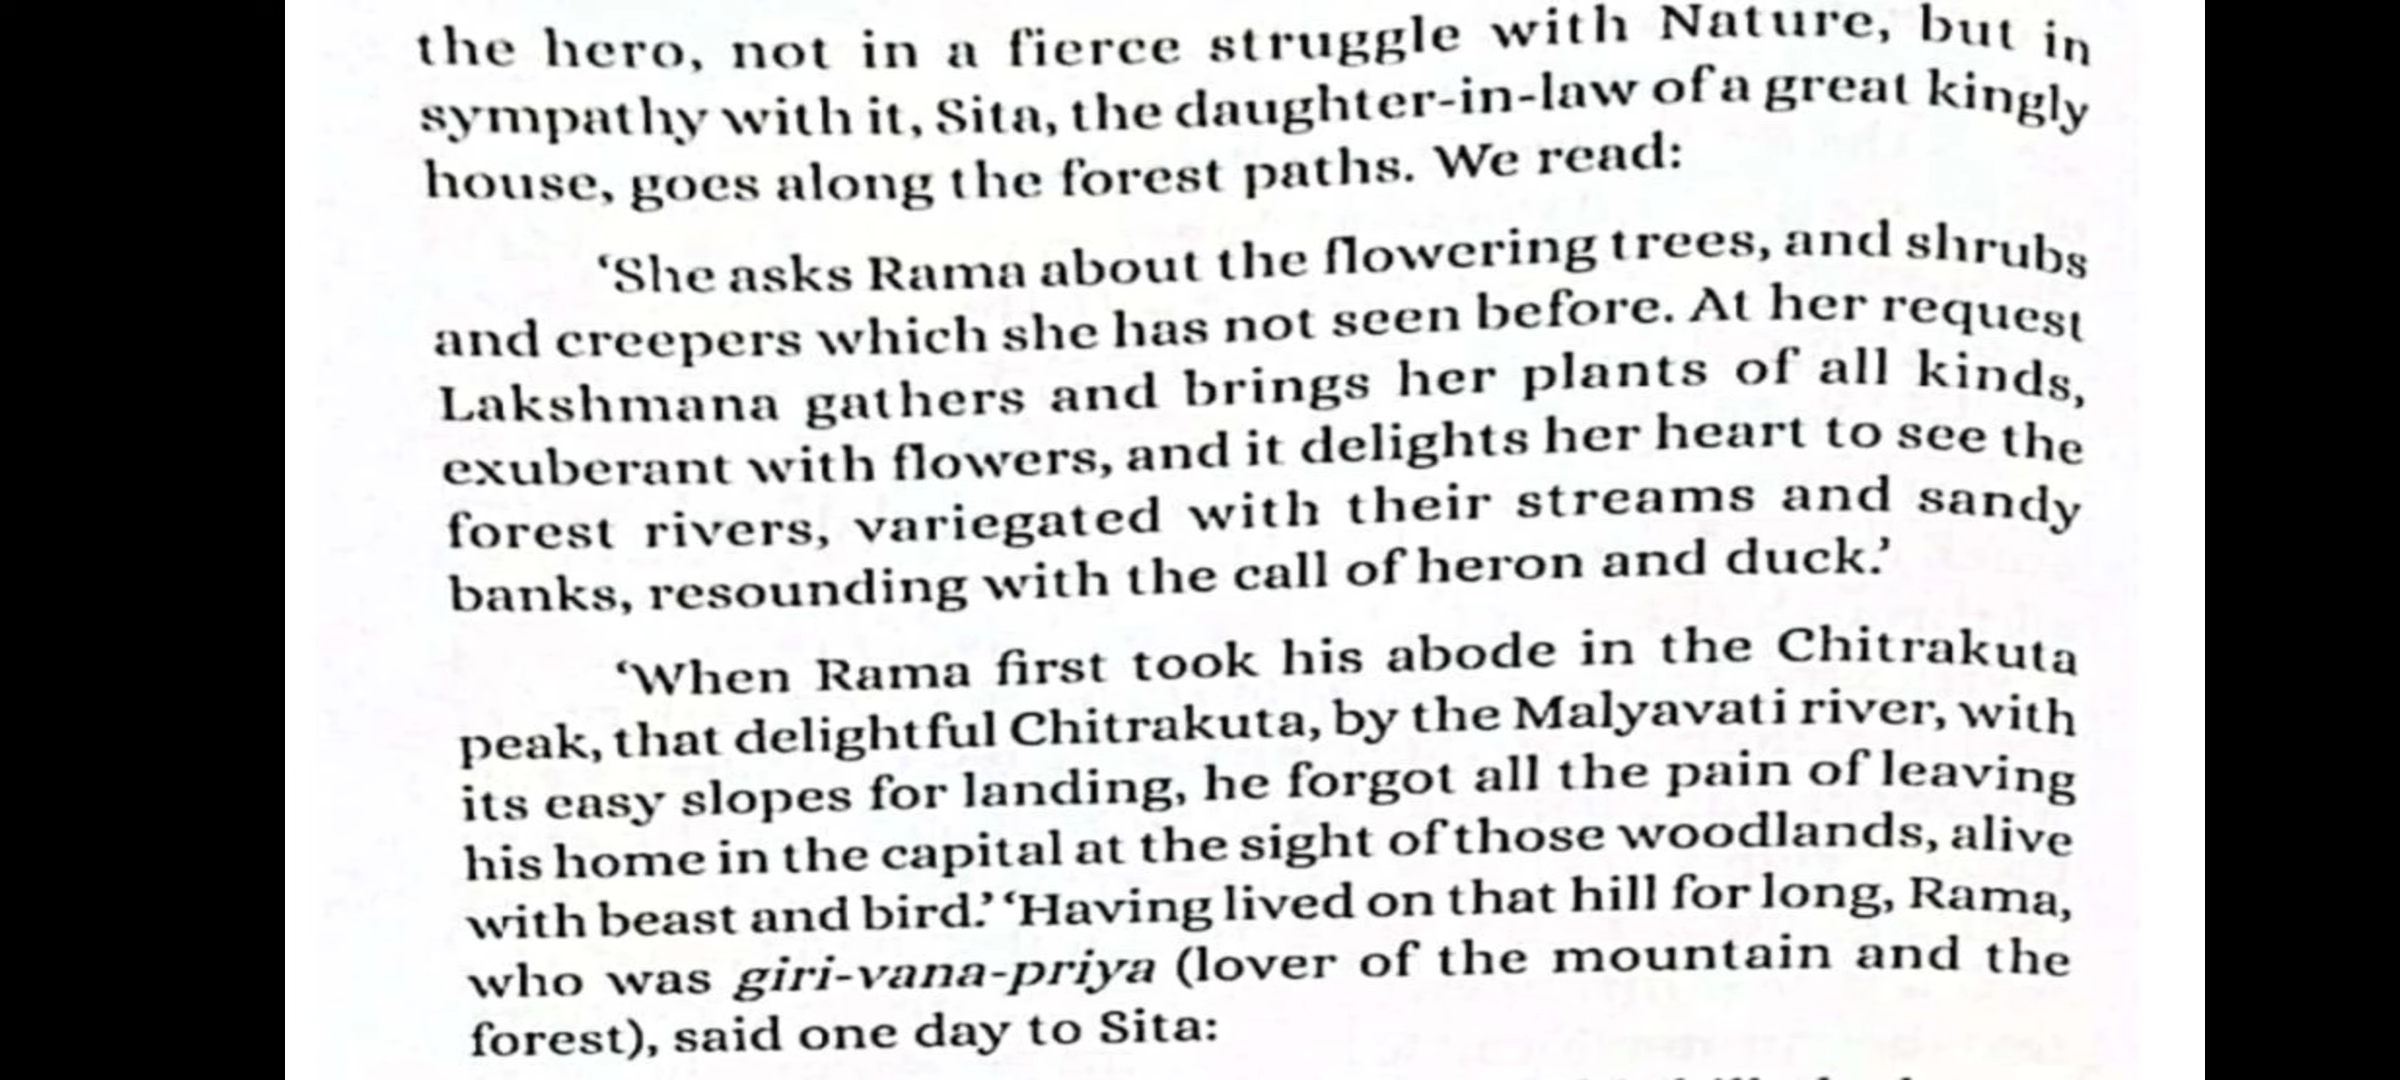 the hero, not in a fierce struggle with Nature, but in
sympathy with it, Sita, the daughter-in-law of a great kingly
house, goes along the forest paths. We read:
‘She asks Rama about the flowering trees, and shrubs
and creepers which she has not seen before. At her request
Lakshmana gathers and brings her plants of all kinds,
exuberant with flowers, and it delights her heart to see the
forest rivers, variegated with their streams and sandy
banks, resounding with the call of heron and duck.’
‘When Rama first took his abode in the Chitrakuta
peak, that delightful Chitrakuta, by the Malyavati river, with
its easy slopes for landing, he forgot all the pain of leaving
his home in the capital at the sight of those woodlands, alive
with beast and bird.’ ‘Having lived on that hill for long, Rama,
who was giri-vana-priya (lover of the mountain and the
forest), said one day to Sita: